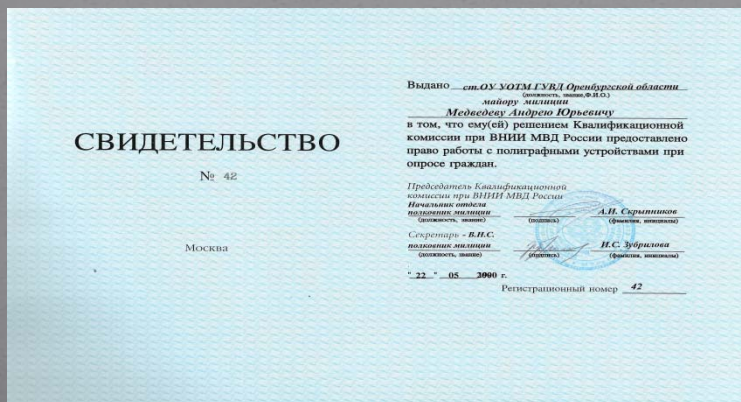 СВИДЕТЕЛЬСТВО
№ 42
Москва
Выдано ст.ОУ УОТМ ГУВД Оренбургской области
(должность, звание, Ф.И.О.)
майору милиции
Медведеву Андрею Юрьевичу
в том, что ему(ей) решением Квалификационной
комиссии при ВНИИ МВД России предоставлено
право работы с полиграфными устройствами при
опросе граждан.
Председатель Квалификационной
комиссии при ВНИИ МВД России
Начальник отдела
полковник милиции А.И. Скрыпников
(должность, звание) (подпись) (фамилия, инициалы)
Секретарь - В.Н.С.
полковник милиции И.С. Зубрилова
(должность, звание) (подпись) (фамилия, инициалы)
" 22 " 05 2000 г.
Регистрационный номер 42